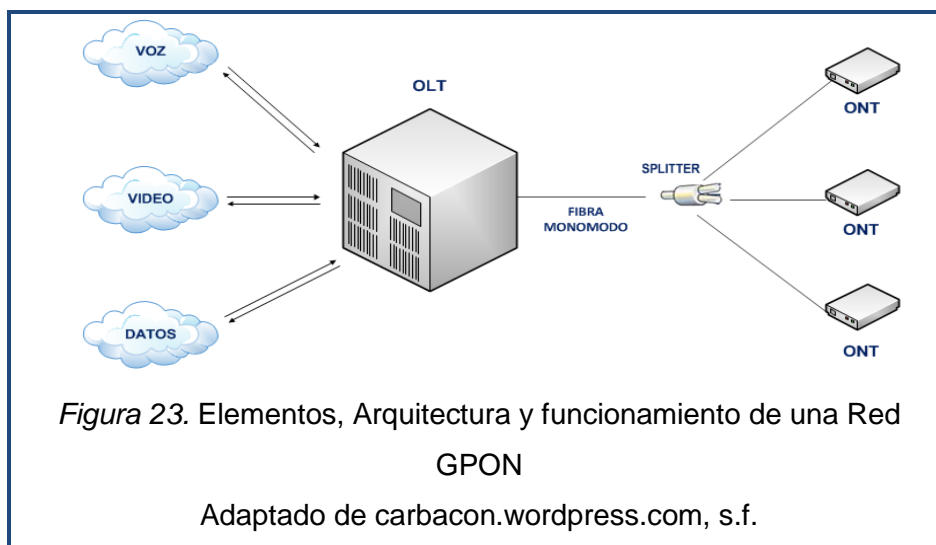 VOZ
OLT
ONT
SPLITTER
VIDEO
FIBRA
MONOMODO
ONT
DATOS
ONT
Figura 23. Elementos, Arquitectura y funcionamiento de una Red
GPON
Adaptado de carbacon.wordpress.com, s.f.